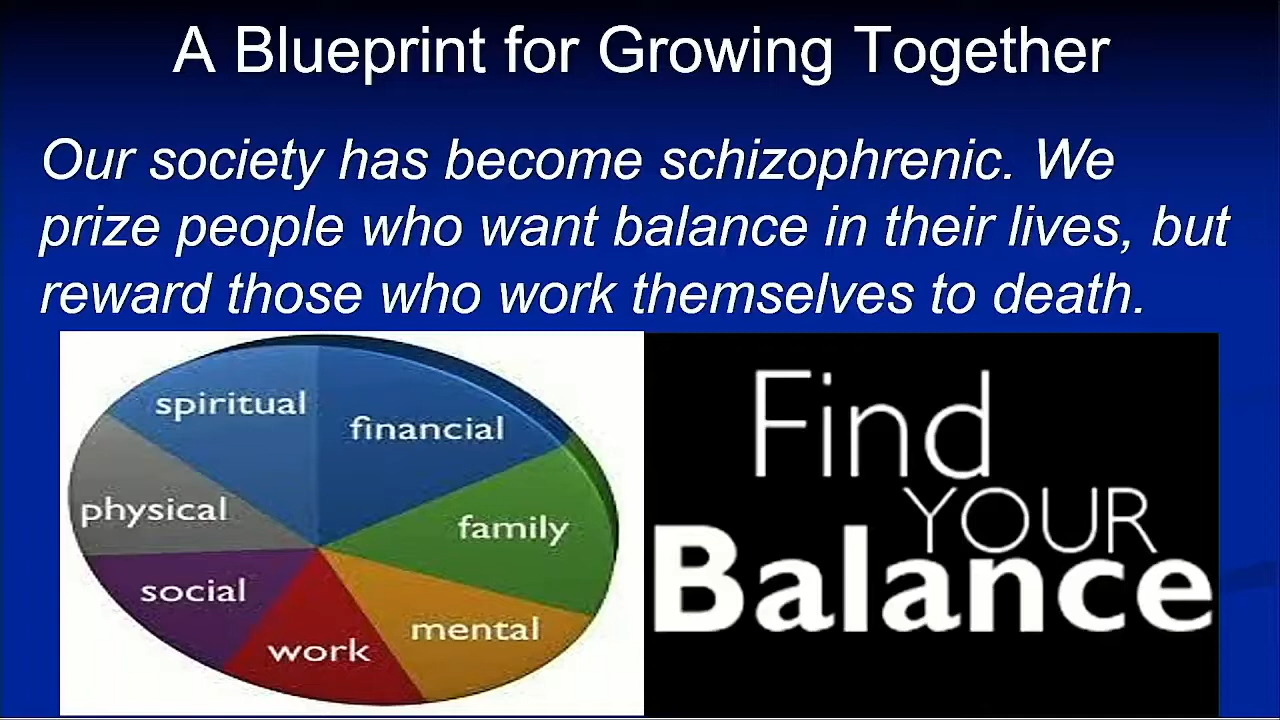 A Blueprint for Growing Together
Our society has become schizophrenic. We
prize people who want balance in their lives, but
reward those who work themselves to death.
spiritual
financial
physical
family
social
mental
work
Find
YOUR
Balance